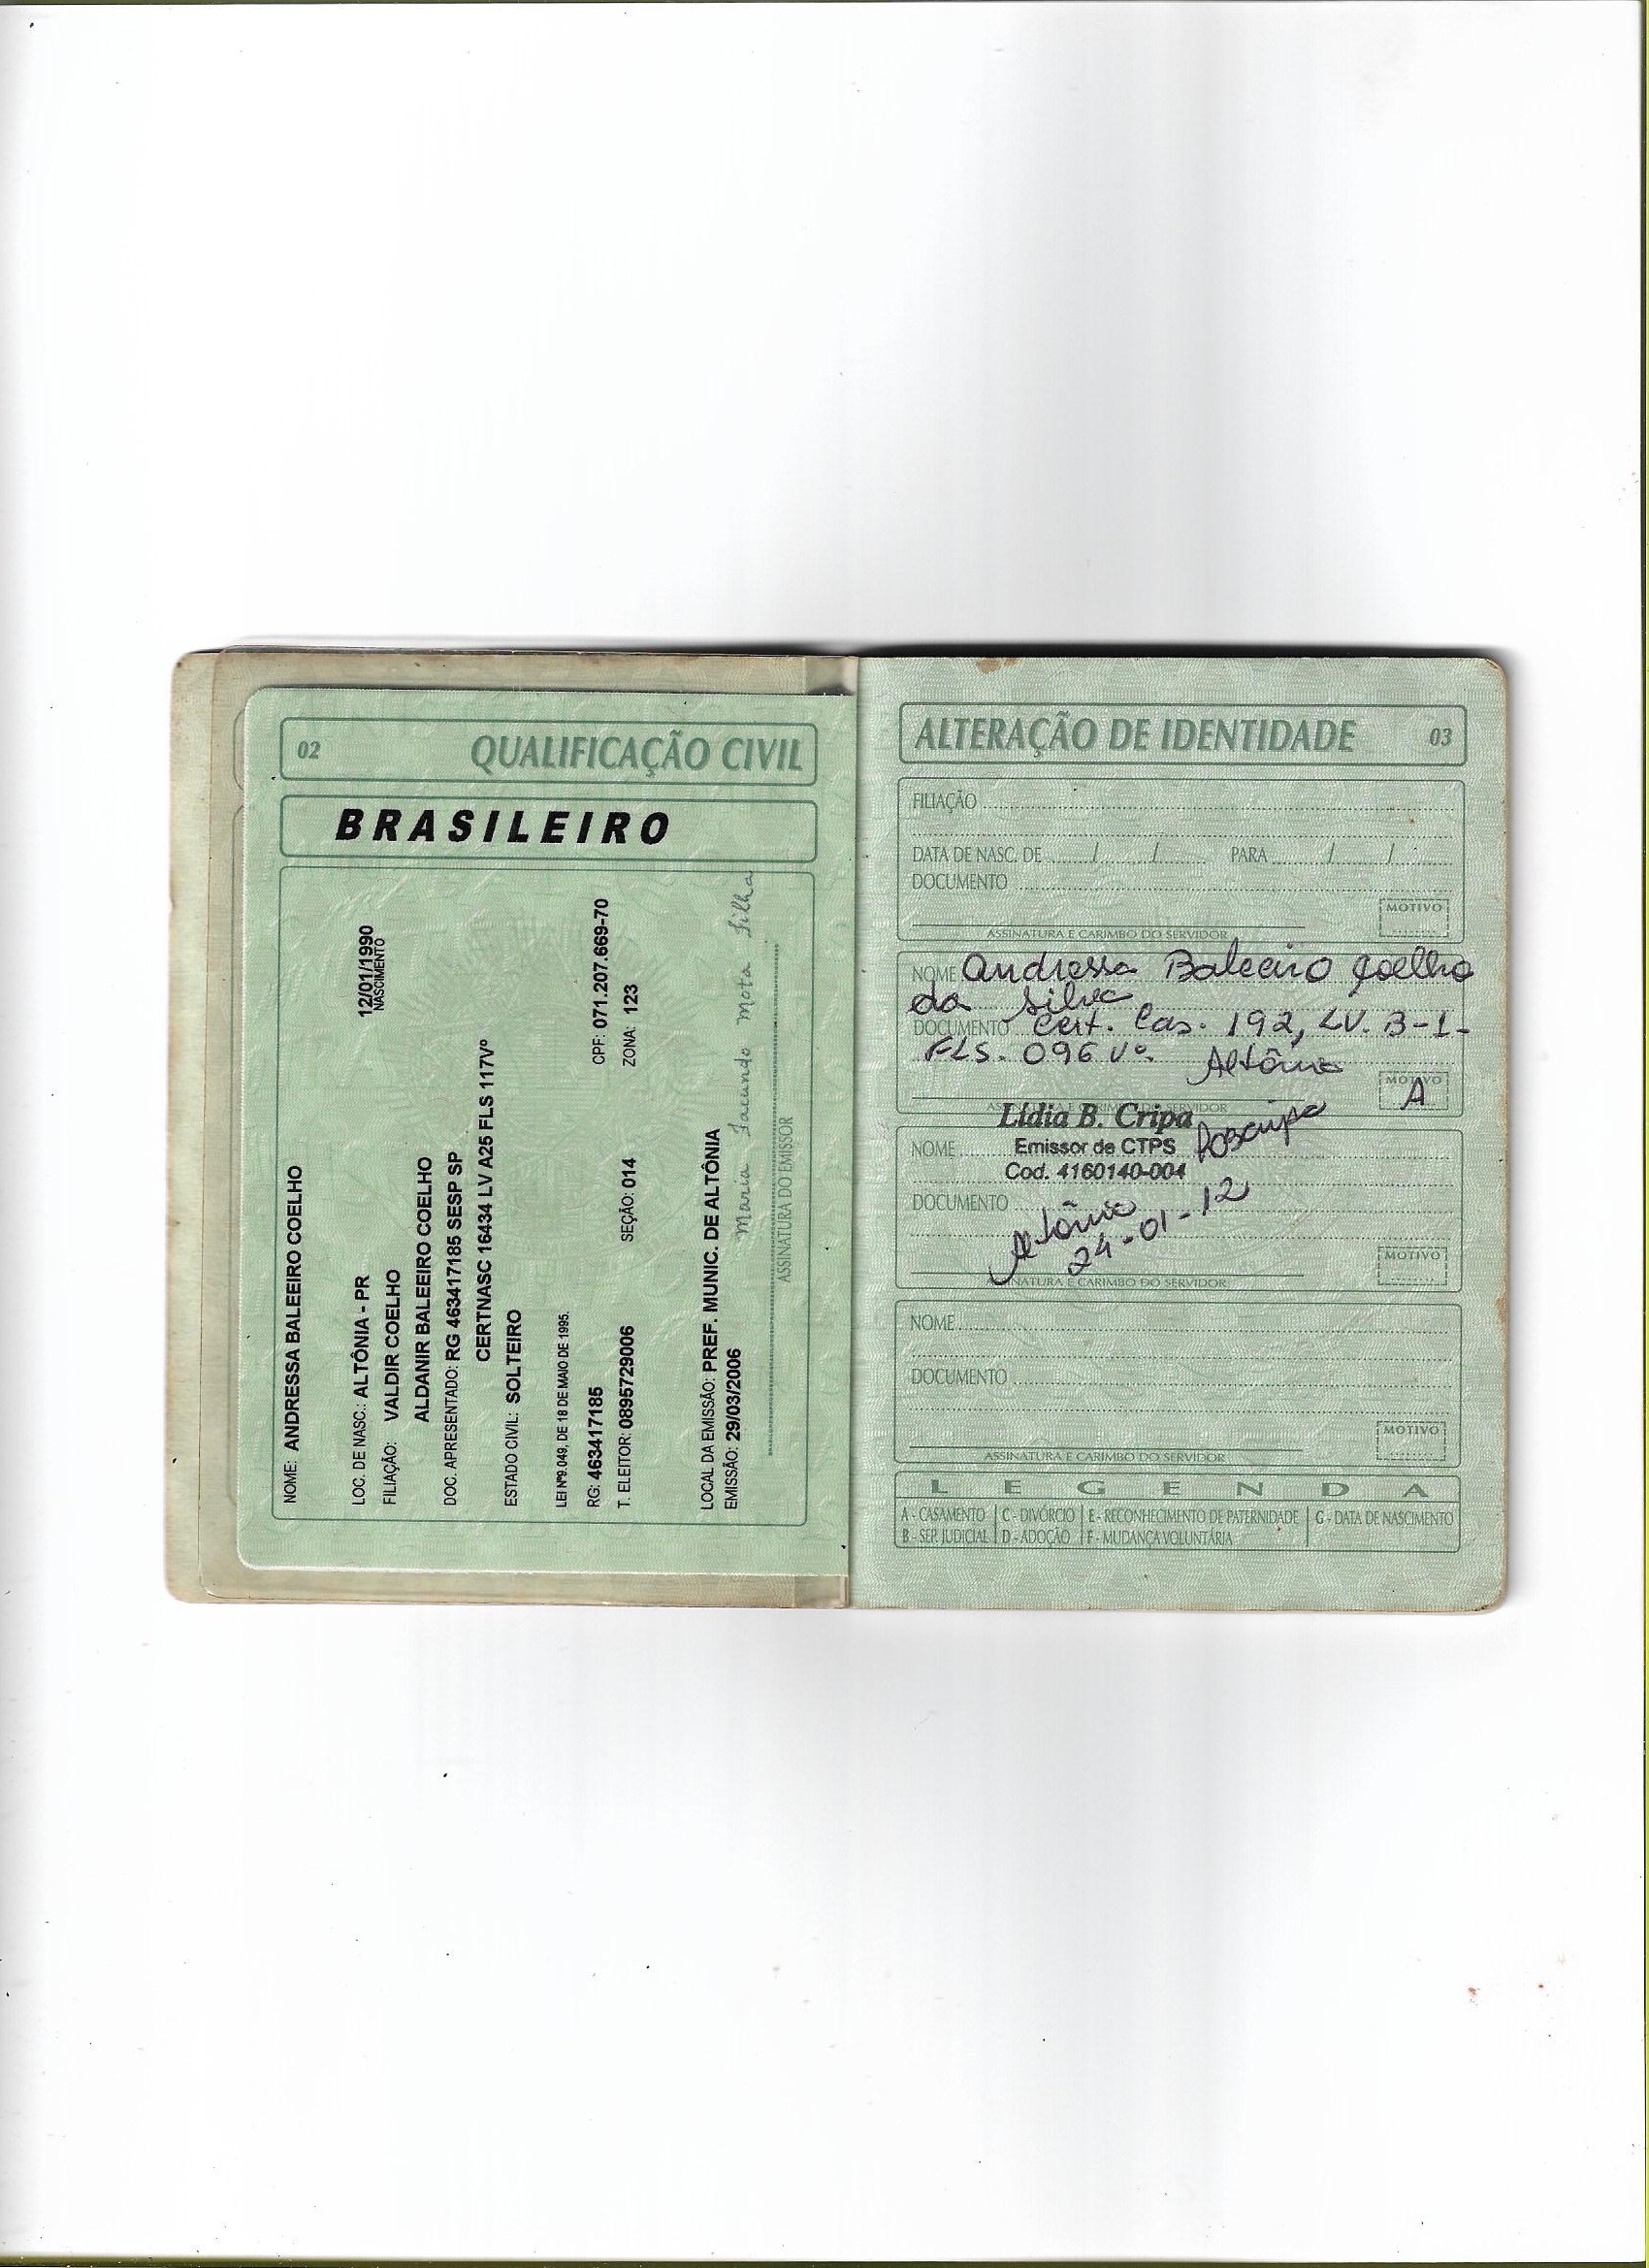 02 QUALIFICAÇÃO CIVIL
BRASILEIRO
NOME: ANDRESSA BALEEIRO COELHO
LOC. DE NASC.: ALTÔNIA - PR 12/01/1990
NASCIMENTO
FILIAÇÃO: VALDIR COELHO
ALDANIR BALEEIRO COELHO
DOC. APRESENTADO: RG 463417185 SESP SP
CERTNASC 16434 LV A25 FLS 117Vº
ESTADO CIVIL: SOLTEIRO
LEI Nº9.049, DE 18 DE MAIO DE 1995.
RG: 463417185 CPF: 071.207.669-70
T. ELEITOR: 0895729006 SEÇÃO: 014 ZONA: 123
LOCAL DA EMISSÃO: PREF. MUNIC. DE ALTÔNIA
EMISSÃO: 29/03/2006 Maria Facundo Mota Filha
ASSINATURA DO EMISSOR
ALTERAÇÃO DE IDENTIDADE 03
FILIAÇÃO
DATA DE NASC. DE / / PARA / /
DOCUMENTO
MOTIVO
ASSINATURA E CARIMBO DO SERVIDOR
NOME Andressa Baleeiro Coelho
da Silva
DOCUMENTO Cert. Cas. 192, LV. B-1-
FLS. 096 Vº. Altônia
MOTIVO
A
Lídia B. Cripa
NOME Emissor de CTPS
Cod. 4160140-004
DOCUMENTO
Altônia
24-01-12
MOTIVO
ASSINATURA E CARIMBO DO SERVIDOR
NOME
DOCUMENTO
MOTIVO
ASSINATURA E CARIMBO DO SERVIDOR
LEGENDA
A - CASAMENTO C - DIVÓRCIO E - RECONHECIMENTO DE PATERNIDADE G - DATA DE NASCIMENTO
B - SEP. JUDICIAL D - ADOÇÃO F - MUDANÇA VOLUNTÁRIA